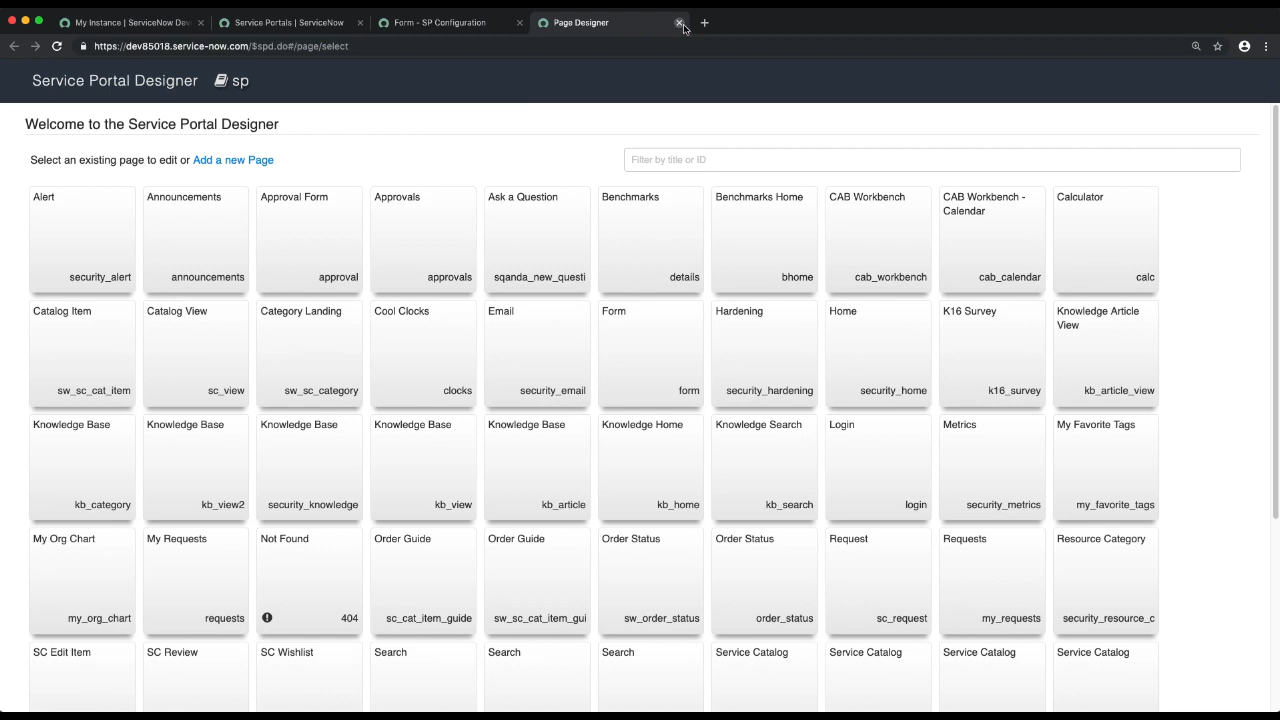 My Instance | ServiceNow Dev
Service Portals | ServiceNow
Form - SP Configuration
Page Designer
https://dev85018.service-now.com/$spd.do#/page/select
Service Portal Designer sp
Welcome to the Service Portal Designer
Select an existing page to edit or Add a new Page
Filter by title or ID
Alert
security_alert
Announcements
announcements
Approval Form
approval
Approvals
approvals
Ask a Question
sqanda_new_questi
Benchmarks
details
Benchmarks Home
bhome
CAB Workbench
cab_workbench
CAB Workbench -
Calendar
cab_calendar
Calculator
calc
Catalog Item
sw_sc_cat_item
Catalog View
sc_view
Category Landing
sw_sc_category
Cool Clocks
clocks
Email
security_email
Form
form
Hardening
security_hardening
Home
security_home
K16 Survey
k16_survey
Knowledge Article
View
kb_article_view
Knowledge Base
kb_category
Knowledge Base
kb_view2
Knowledge Base
security_knowledge
Knowledge Base
kb_view
Knowledge Base
kb_article
Knowledge Home
kb_home
Knowledge Search
kb_search
Login
login
Metrics
security_metrics
My Favorite Tags
my_favorite_tags
My Org Chart
my_org_chart
My Requests
requests
Not Found
404
Order Guide
sc_cat_item_guide
Order Guide
sw_sc_cat_item_gui
Order Status
sw_order_status
Order Status
order_status
Request
sc_request
Requests
my_requests
Resource Category
security_resource_c
SC Edit Item
SC Review
SC Wishlist
Search
Search
Search
Service Catalog
Service Catalog
Service Catalog
Service Catalog